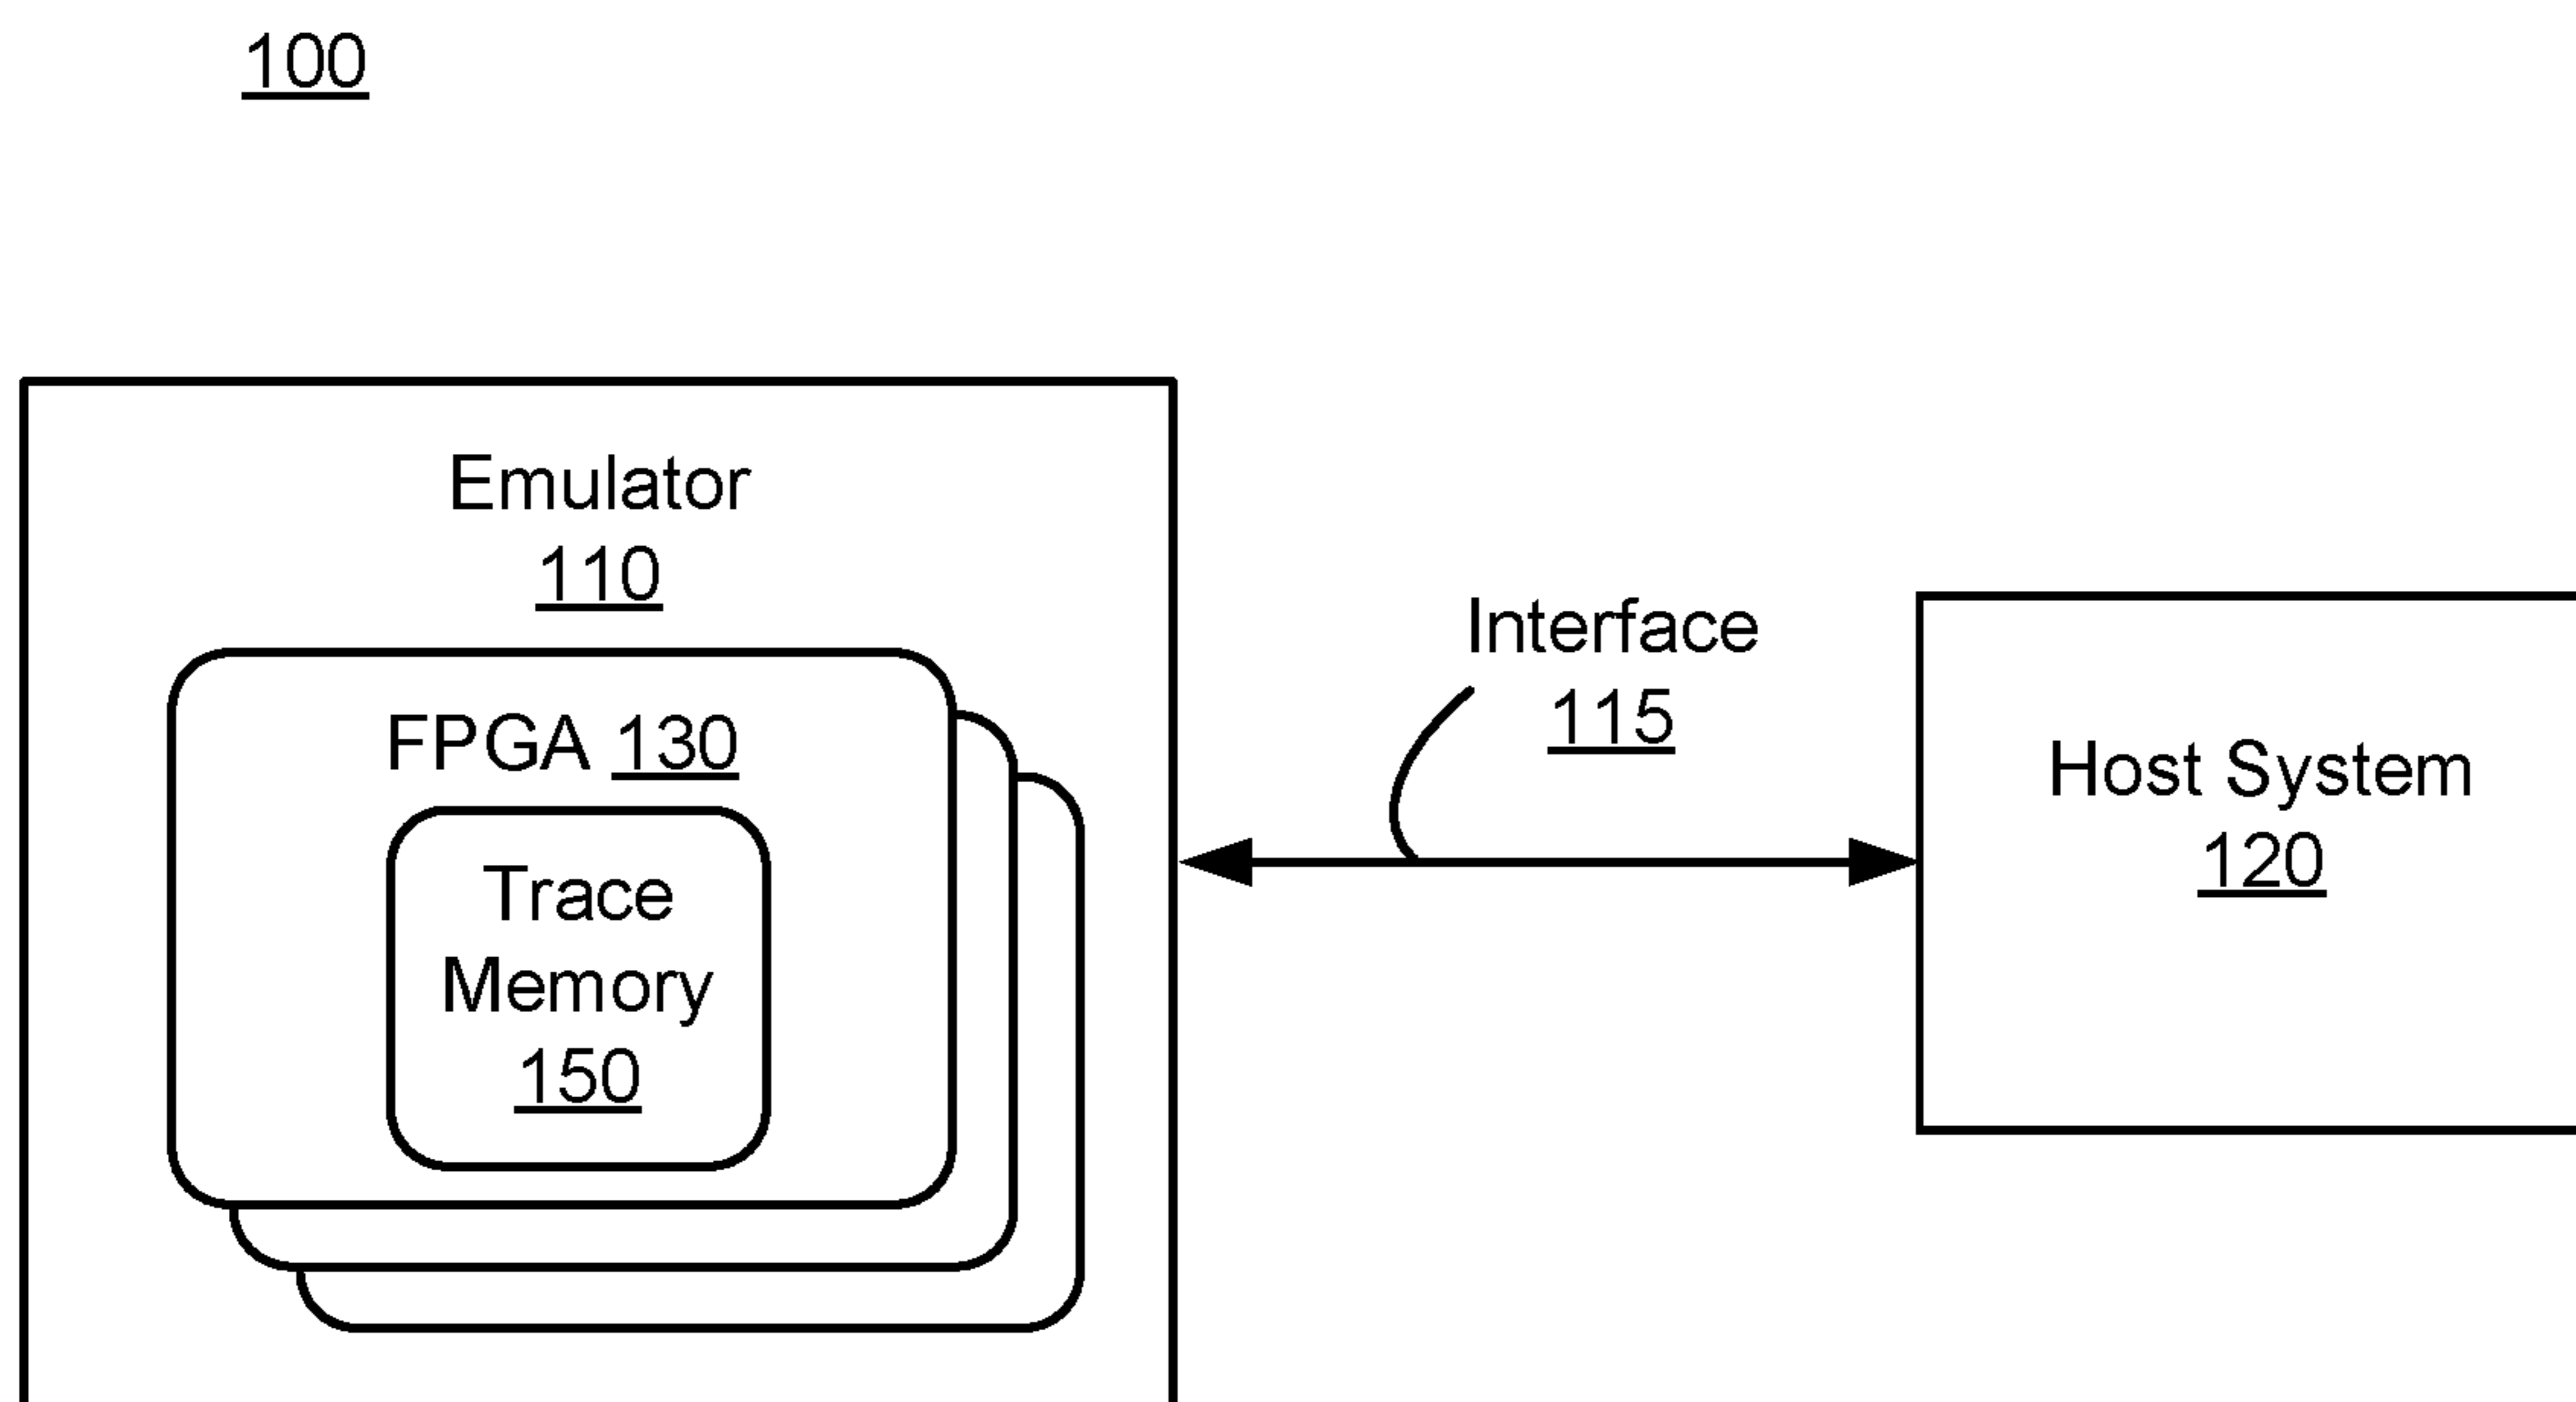 100
Emulator
110
FPGA 130
Trace
Memory
150
Interface
115
Host System
120